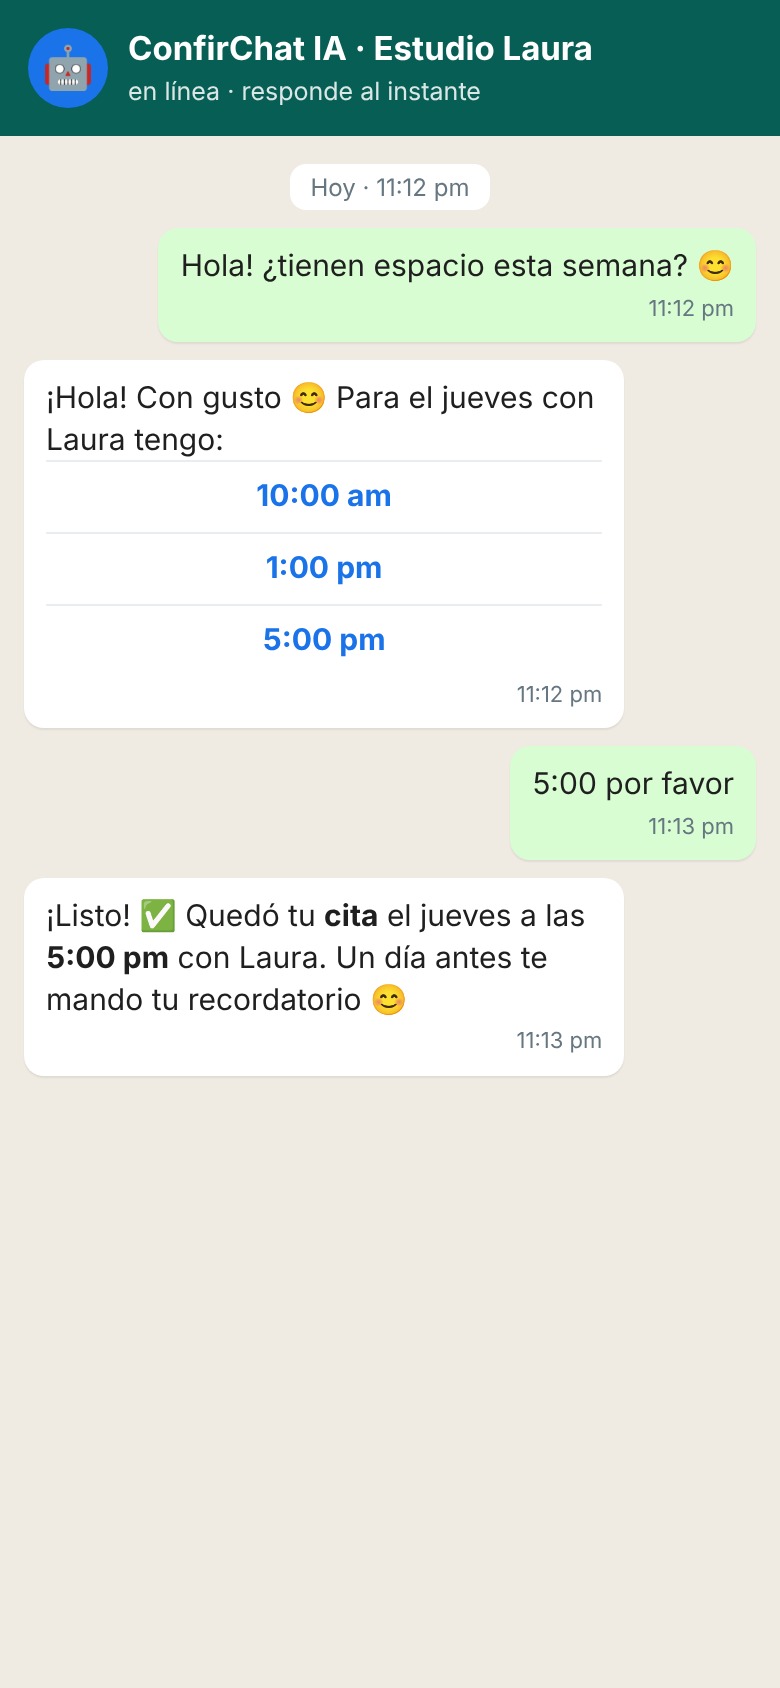 ConfirChat IA · Estudio Laura
en línea · responde al instante
Hoy · 11:12 pm
Hola! ¿tienen espacio esta semana? 😊
11:12 pm
¡Hola! Con gusto 😊 Para el jueves con
Laura tengo:
10:00 am
1:00 pm
5:00 pm
11:12 pm
5:00 por favor
11:13 pm
¡Listo! ✅ Quedó tu cita el jueves a las
5:00 pm con Laura. Un día antes te
mando tu recordatorio 😊
11:13 pm